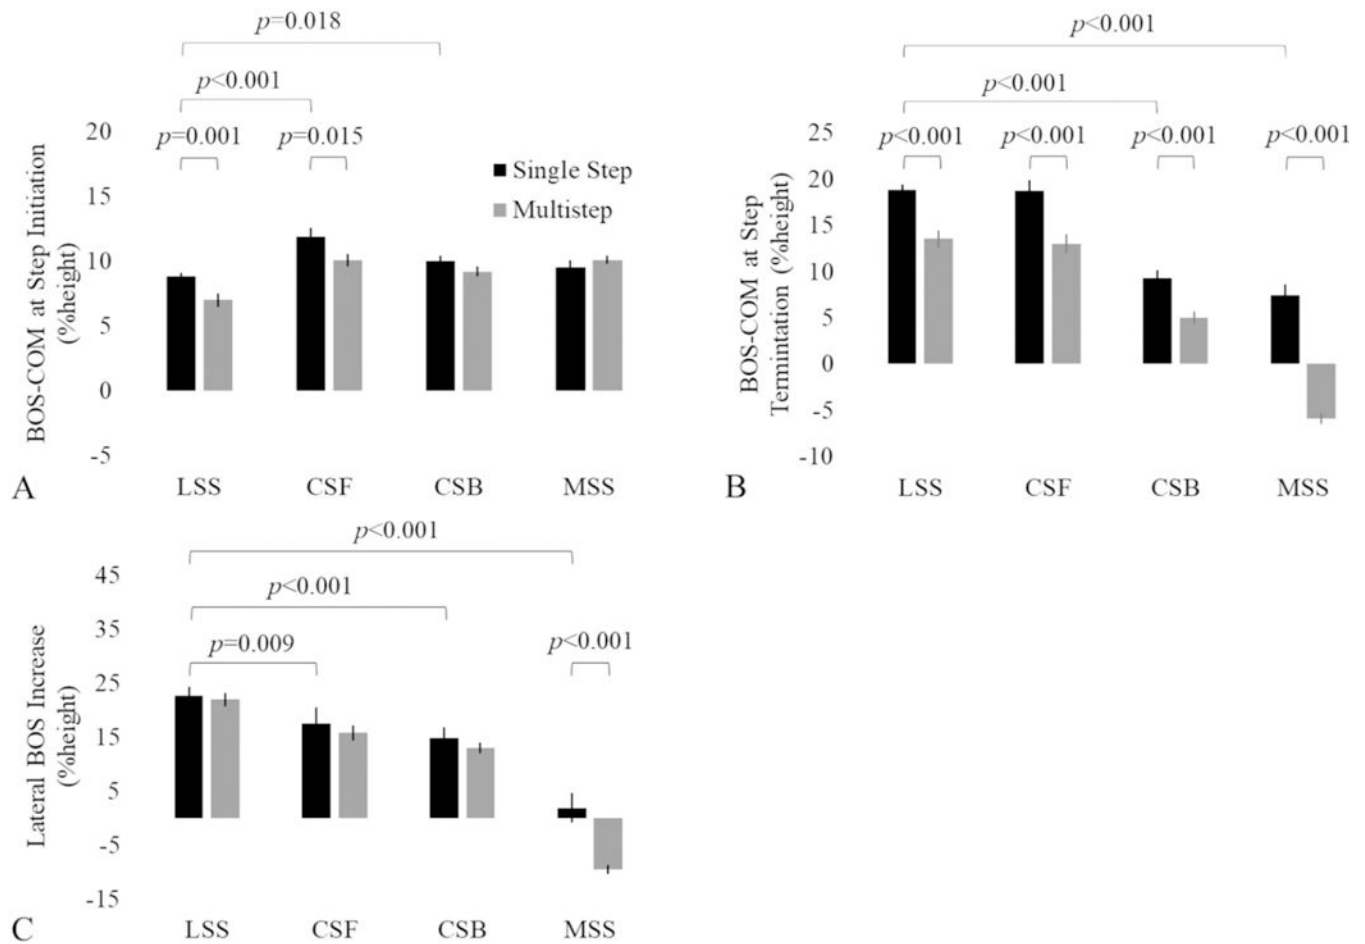 p=0.018
p<0.001
p=0.001
p=0.015
20
15
10
5
0
-5
BOS-COM at Step Initiation
(%height)
Single Step
Multistep
LSS
CSF
CSB
MSS
A
p<0.001
p<0.001
p<0.001
p<0.001
p<0.001
p<0.001
25
20
15
10
5
0
-5
-10
BOS-COM at Step
Termintation (%height)
LSS
CSF
CSB
MSS
B
p<0.001
p<0.001
p=0.009
p<0.001
45
35
25
15
5
-5
-15
Lateral BOS Increase
(%height)
LSS
CSF
CSB
MSS
C